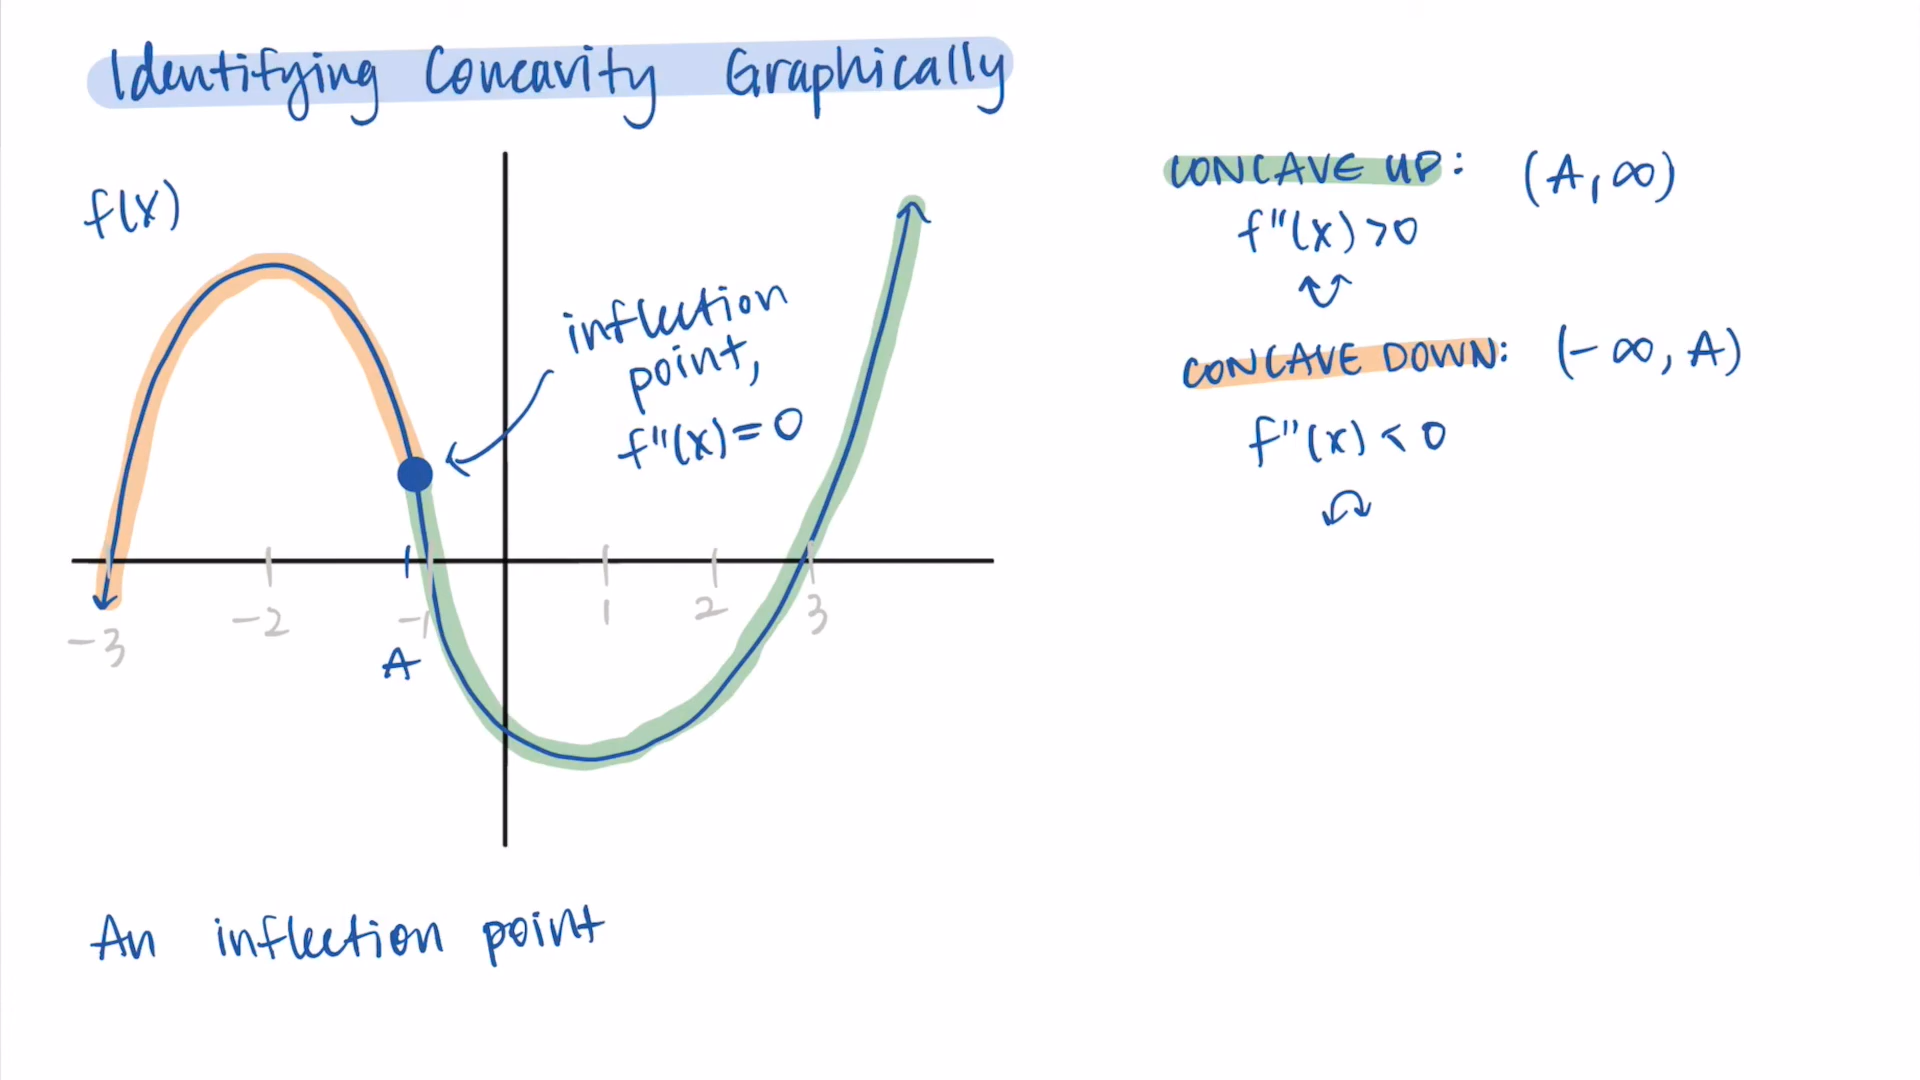 Identifying Concavity Graphically
f(x)
inflection
point,
f''(x) = 0
-3
-2
-1
1
2
3
A
CONCAVE UP: (A, ∞)
f''(x) > 0
CONCAVE DOWN: (-∞, A)
f''(x) < 0
An inflection point